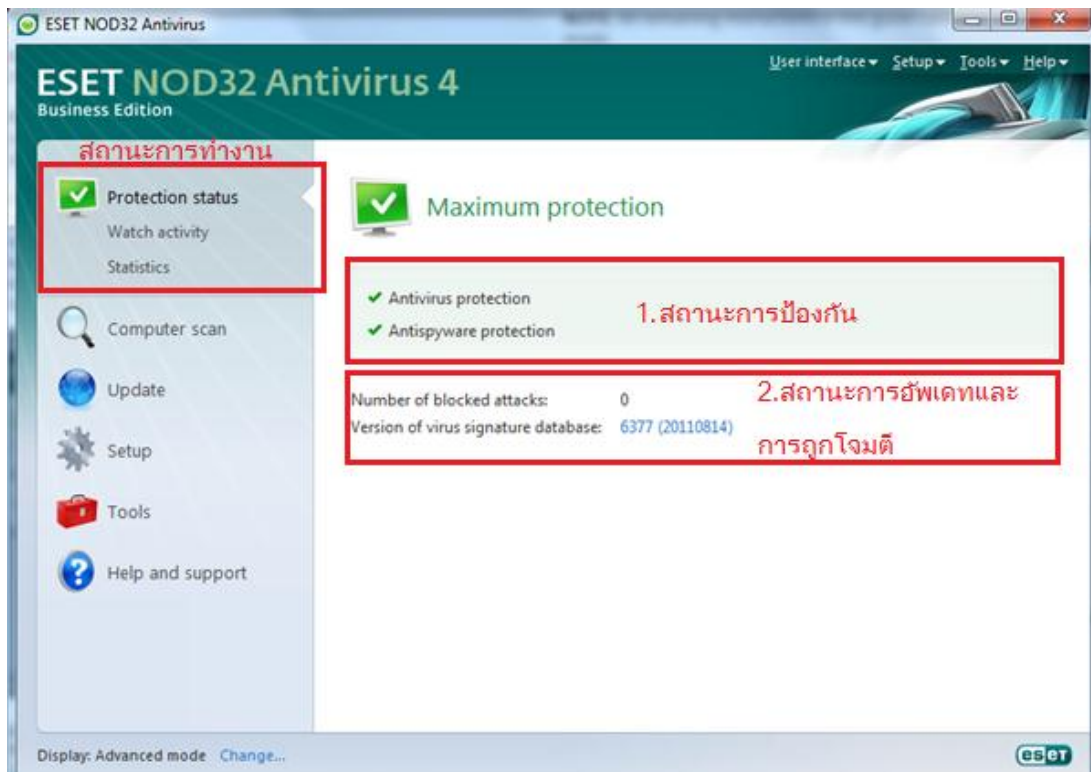 ESET NOD32 Antivirus
User interface Setup Tools Help
ESET NOD32 Antivirus 4
Business Edition
สถานะการทำงาน
Protection status
Watch activity
Statistics
Computer scan
Update
Setup
Tools
Help and support
Maximum protection
Antivirus protection
Antispyware protection
1.สถานะการป้องกัน
Number of blocked attacks: 0
Version of virus signature database: 6377 (20110814)
2.สถานะการอัพเดทและ
การถูกโจมตี
Display: Advanced mode Change...
eset